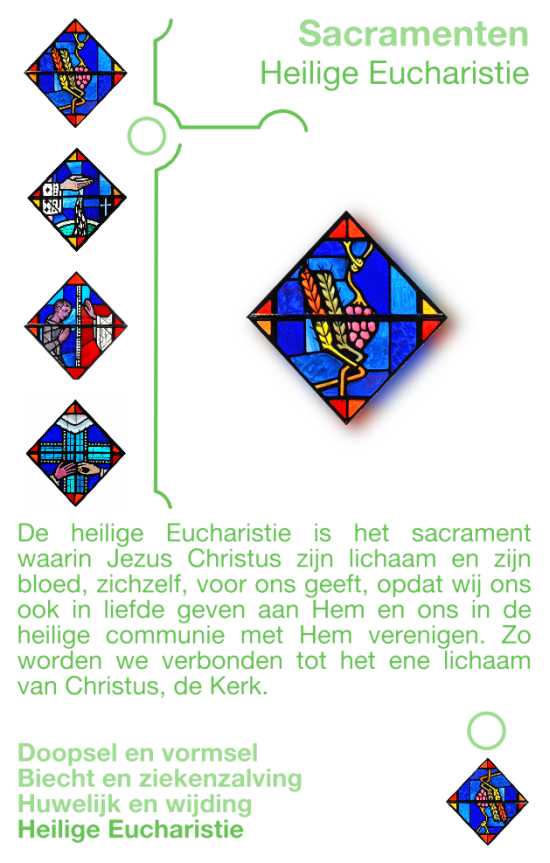 Sacramenten
Heilige Eucharistie
De heilige Eucharistie is het sacrament
waarin Jezus Christus zijn lichaam en zijn
bloed, zichzelf, voor ons geeft, opdat wij ons
ook in liefde geven aan Hem en ons in de
heilige communie met Hem verenigen. Zo
worden we verbonden tot het ene lichaam
van Christus, de Kerk.
Doopsel en vormsel
Biecht en ziekenzalving
Huwelijk en wijding
Heilige Eucharistie